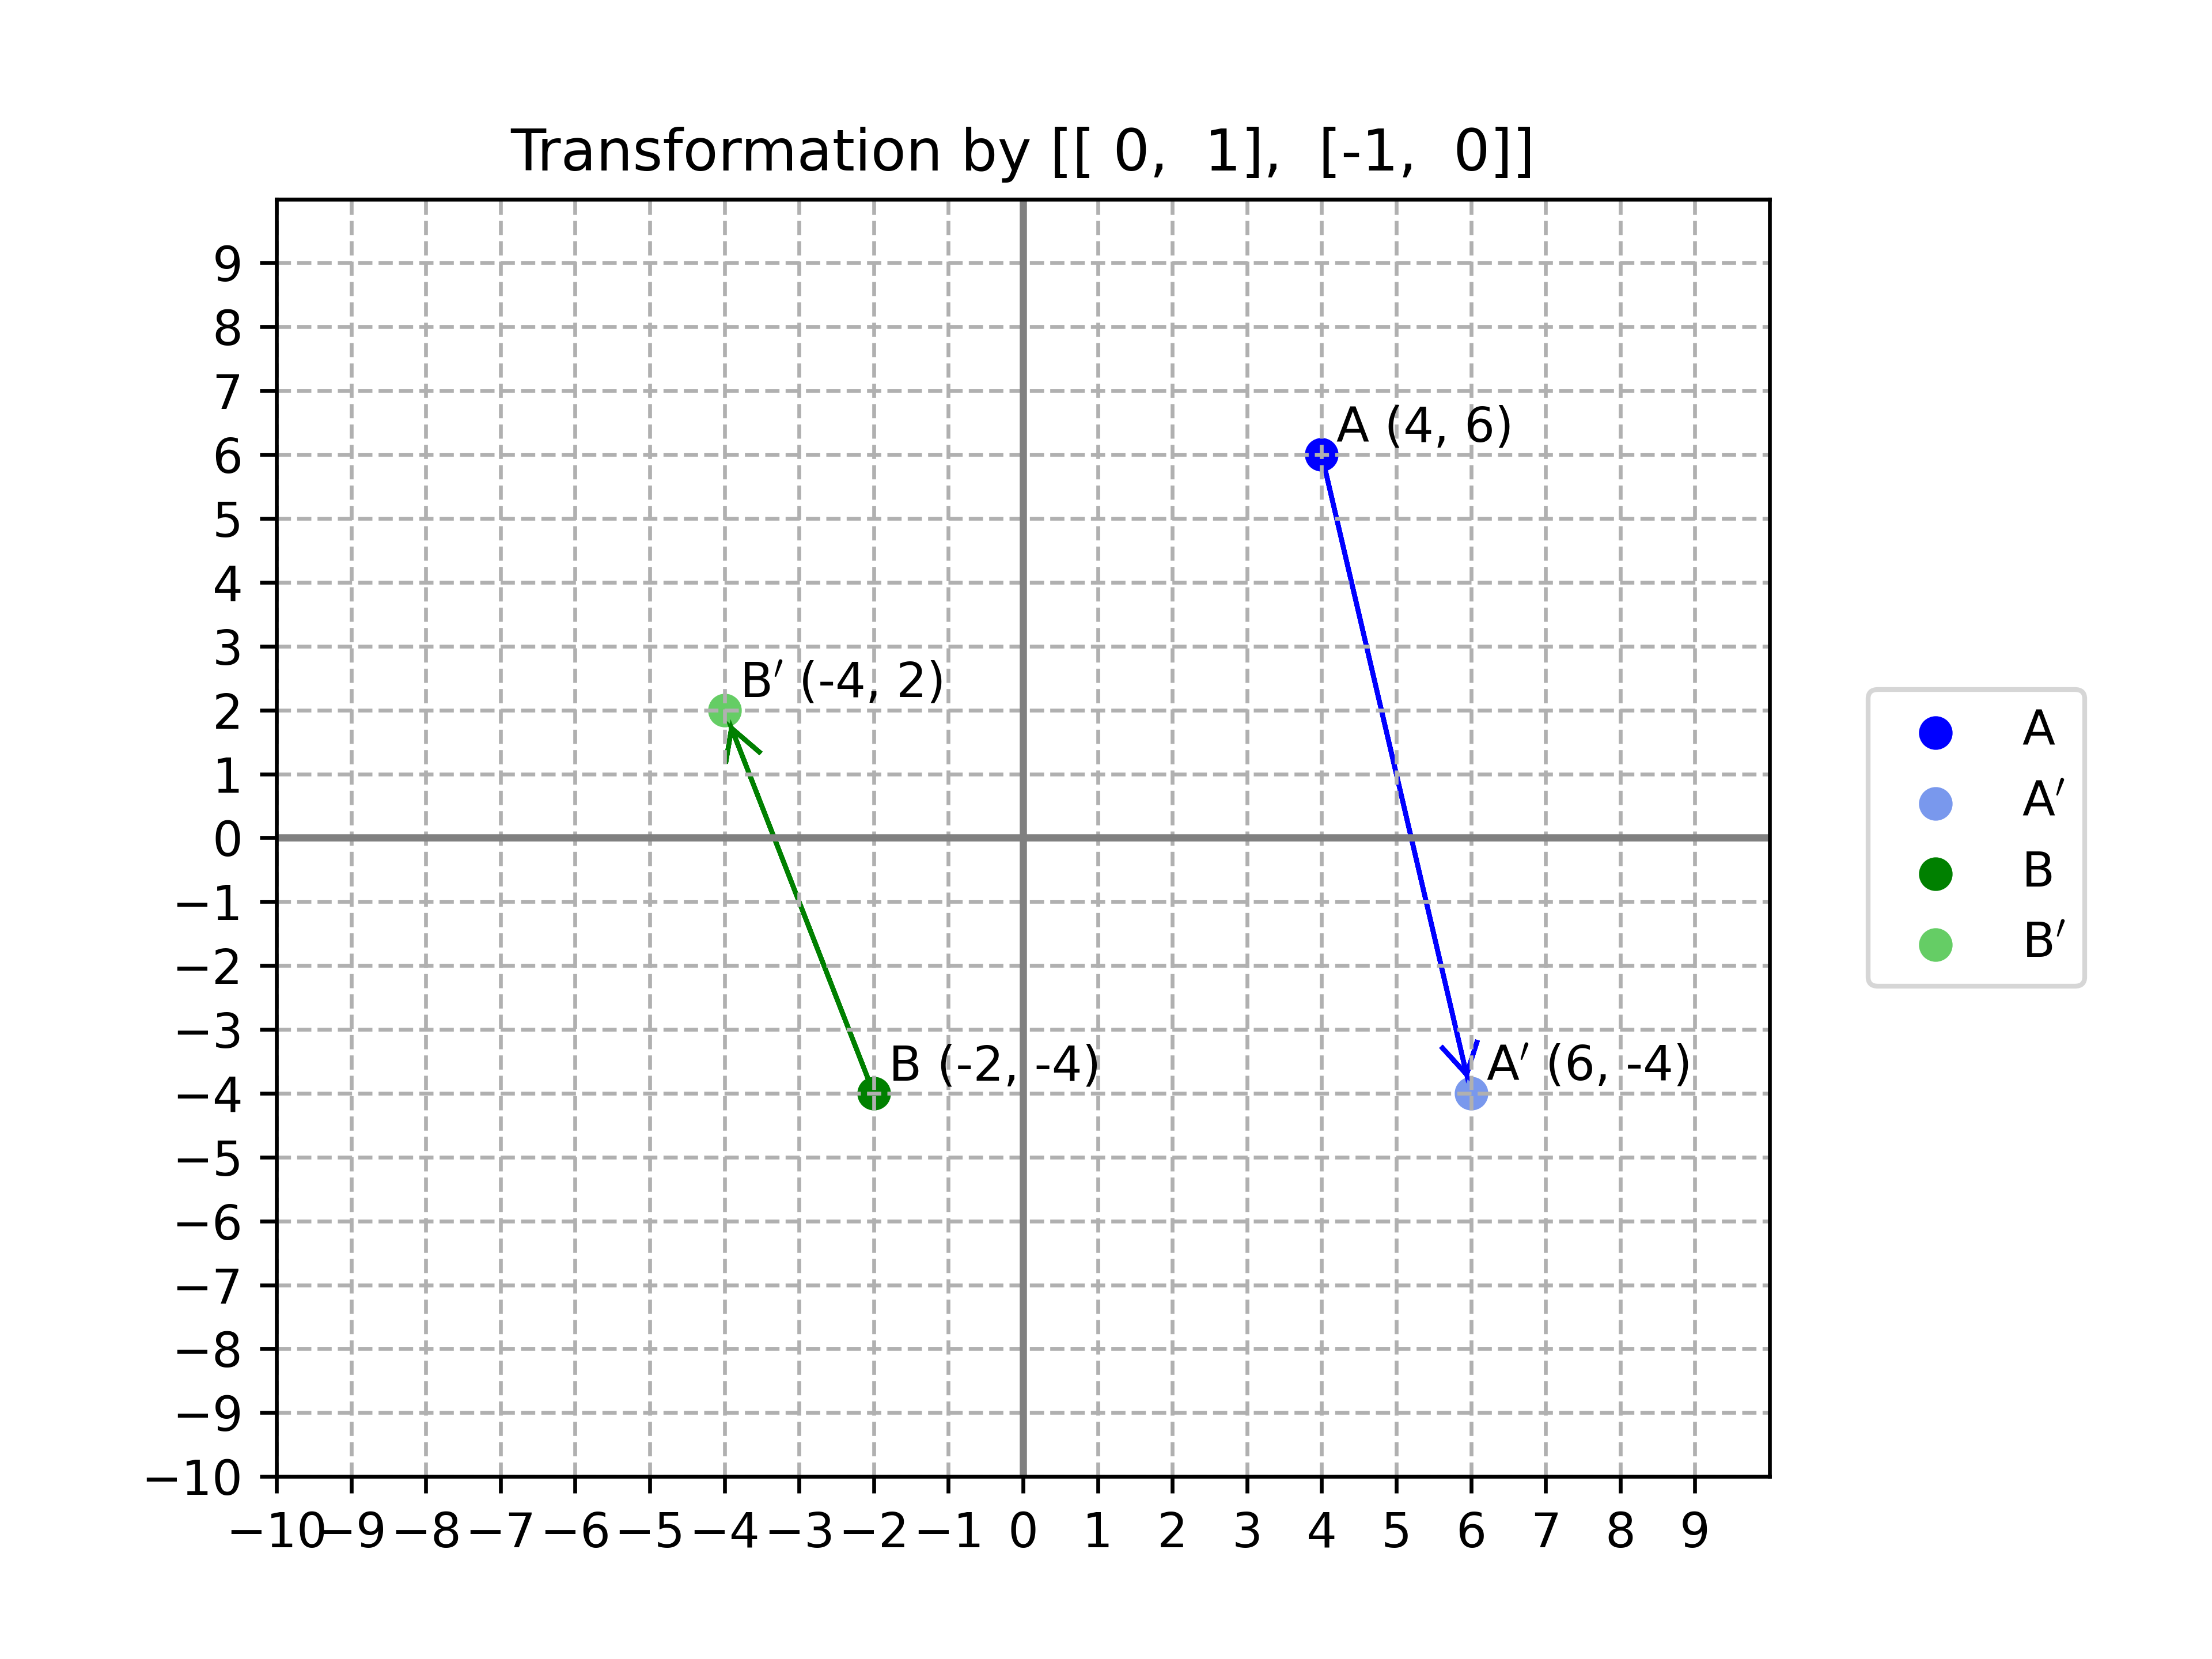 Transformation by [[ 0,  1],  [-1,  0]]
9
8
7
A (4, 6)
6
5
4
3
B′ (-4, 2)
2
1
0
−1
−2
−3
B (-2, -4)
A′ (6, -4)
−4
−5
−6
−7
−8
−9
−10
−10 −9 −8 −7 −6 −5 −4 −3 −2 −1 0 1 2 3 4 5 6 7 8 9
A
A′
B
B′